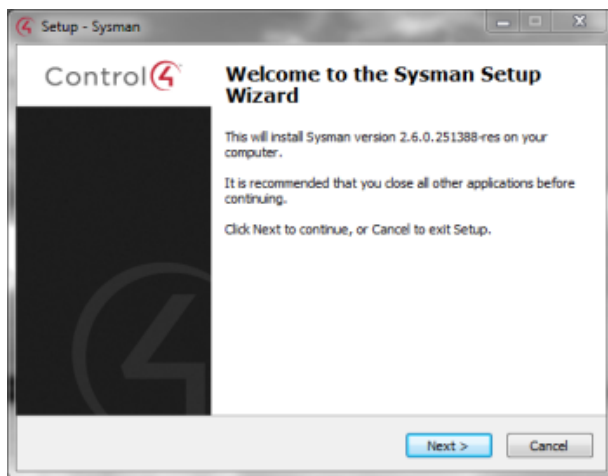 Setup - Sysman
Control4
Welcome to the Sysman Setup
Wizard
This will install Sysman version 2.6.0.251388-res on your
computer.
It is recommended that you close all other applications before
continuing.
Click Next to continue, or Cancel to exit Setup.
Next >
Cancel